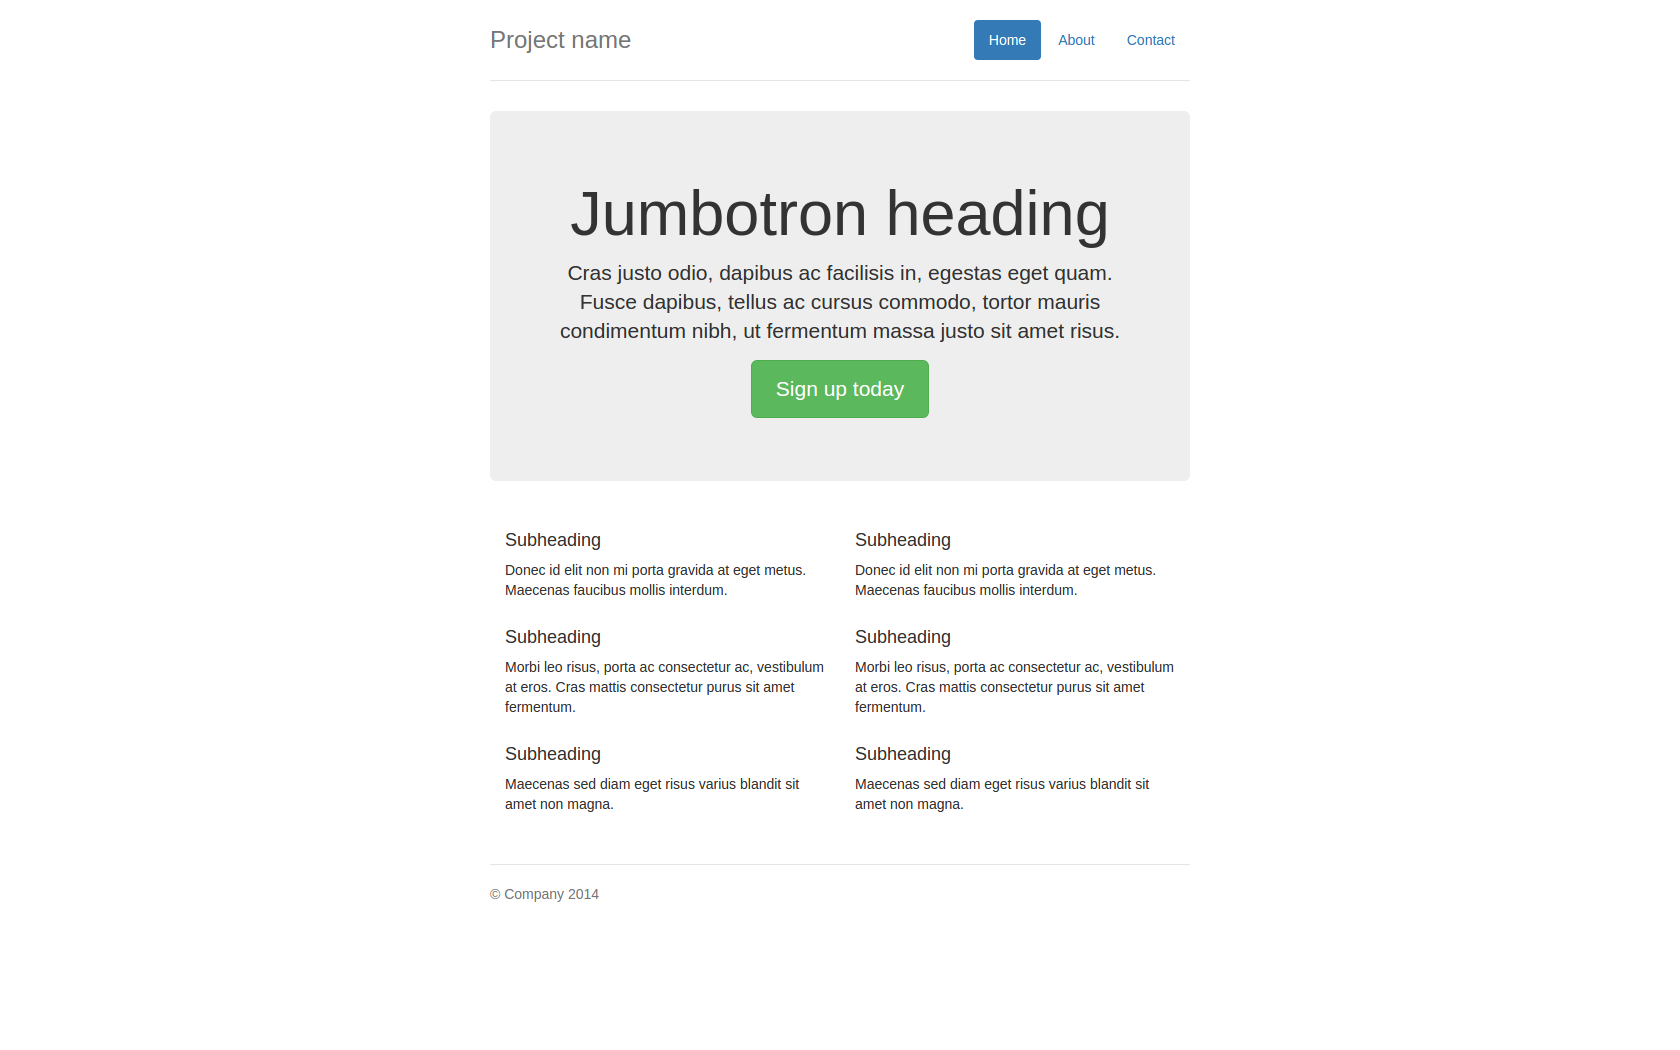 Project name
Home About Contact
Jumbotron heading
Cras justo odio, dapibus ac facilisis in, egestas eget quam.
Fusce dapibus, tellus ac cursus commodo, tortor mauris
condimentum nibh, ut fermentum massa justo sit amet risus.
Sign up today
Subheading
Donec id elit non mi porta gravida at eget metus.
Maecenas faucibus mollis interdum.
Subheading
Morbi leo risus, porta ac consectetur ac, vestibulum
at eros. Cras mattis consectetur purus sit amet
fermentum.
Subheading
Maecenas sed diam eget risus varius blandit sit
amet non magna.
Subheading
Donec id elit non mi porta gravida at eget metus.
Maecenas faucibus mollis interdum.
Subheading
Morbi leo risus, porta ac consectetur ac, vestibulum
at eros. Cras mattis consectetur purus sit amet
fermentum.
Subheading
Maecenas sed diam eget risus varius blandit sit
amet non magna.
© Company 2014